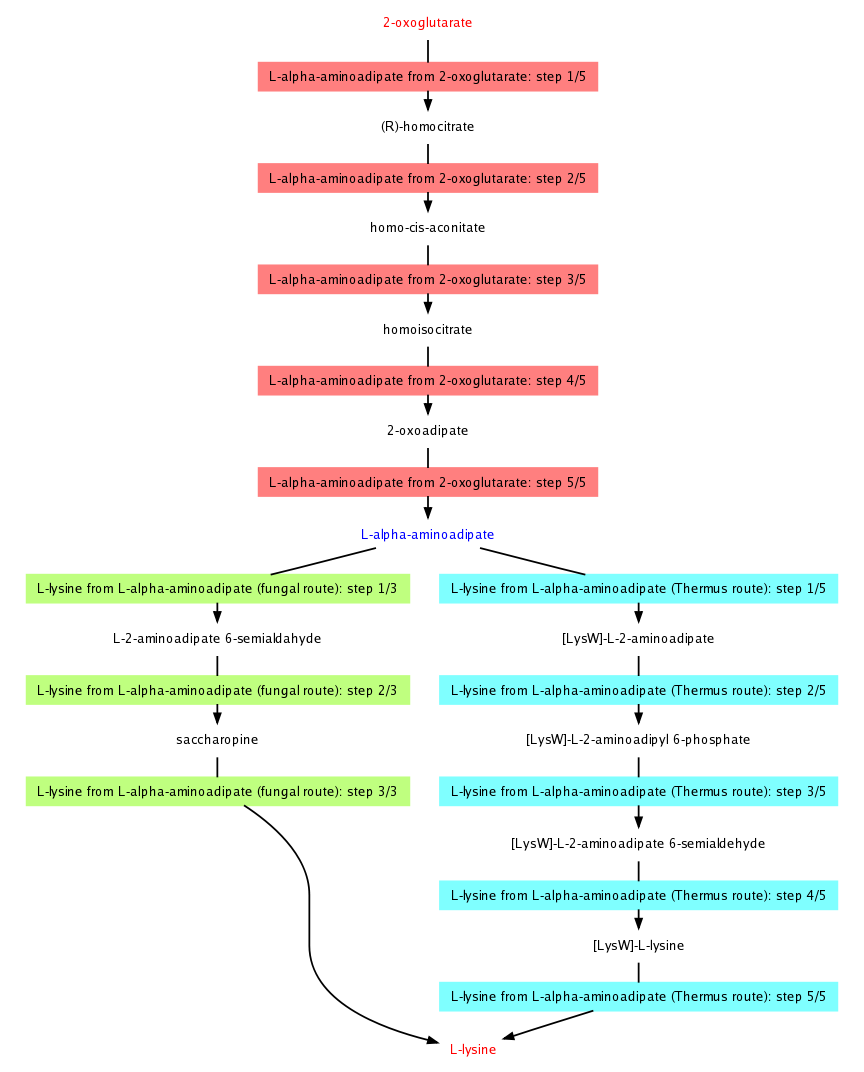 2-oxoglutarate
L-alpha-aminoadipate from 2-oxoglutarate: step 1/5
(R)-homocitrate
L-alpha-aminoadipate from 2-oxoglutarate: step 2/5
homo-cis-aconitate
L-alpha-aminoadipate from 2-oxoglutarate: step 3/5
homoisocitrate
L-alpha-aminoadipate from 2-oxoglutarate: step 4/5
2-oxoadipate
L-alpha-aminoadipate from 2-oxoglutarate: step 5/5
L-alpha-aminoadipate
L-lysine from L-alpha-aminoadipate (fungal route): step 1/3
L-2-aminoadipate 6-semialdahyde
L-lysine from L-alpha-aminoadipate (fungal route): step 2/3
saccharopine
L-lysine from L-alpha-aminoadipate (fungal route): step 3/3
L-lysine from L-alpha-aminoadipate (Thermus route): step 1/5
[LysW]-L-2-aminoadipate
L-lysine from L-alpha-aminoadipate (Thermus route): step 2/5
[LysW]-L-2-aminoadipyl 6-phosphate
L-lysine from L-alpha-aminoadipate (Thermus route): step 3/5
[LysW]-L-2-aminoadipate 6-semialdehyde
L-lysine from L-alpha-aminoadipate (Thermus route): step 4/5
[LysW]-L-lysine
L-lysine from L-alpha-aminoadipate (Thermus route): step 5/5
L-lysine